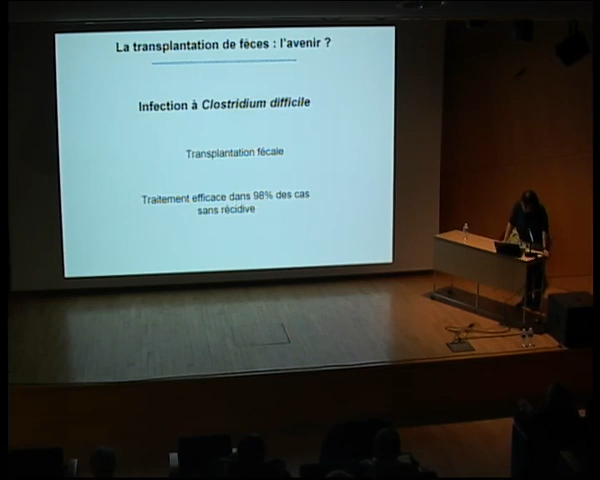 La transplantation de fèces : l'avenir ?
Infection à Clostridium difficile
Transplantation fécale
Traitement efficace dans 98% des cas
sans récidive